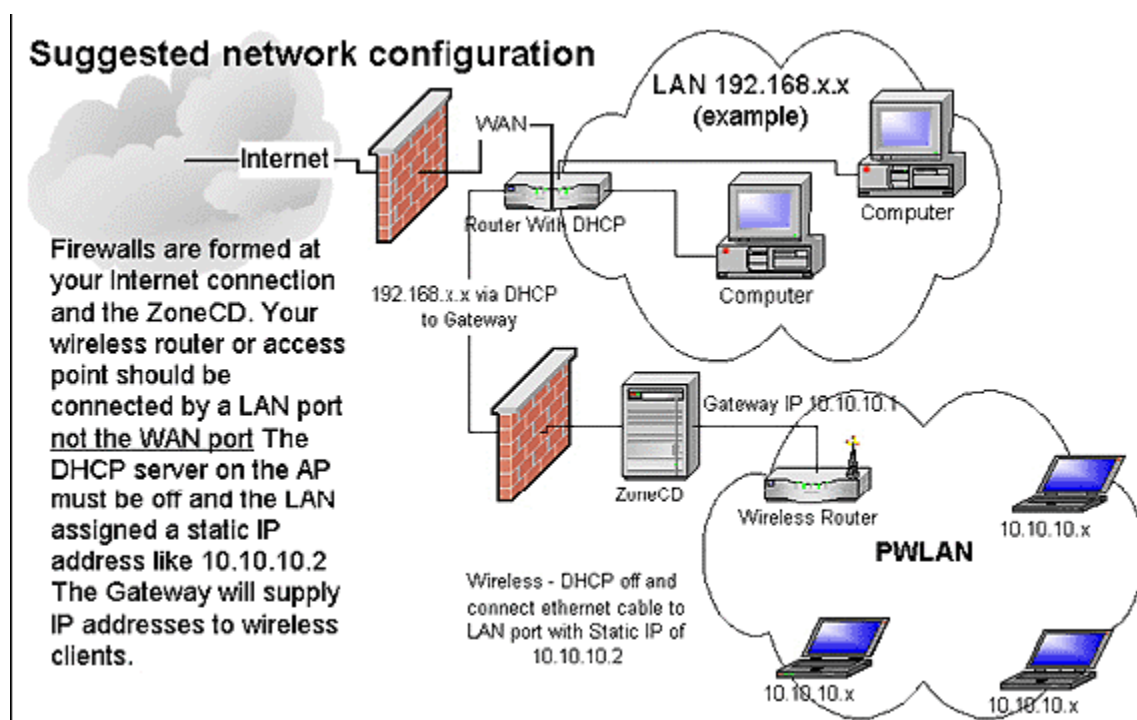 Suggested network configuration
LAN 192.168.x.x
(example)
WAN
Internet
Router With DHCP
Computer
Computer
192.168.x.x via DHCP
to Gateway
Firewalls are formed at
your Internet connection
and the ZoneCD. Your
wireless router or access
point should be
connected by a LAN port
not the WAN port The
DHCP server on the AP
must be off and the LAN
assigned a static IP
address like 10.10.10.2
The Gateway will supply
IP addresses to wireless
clients.
Gateway IP 10.10.10.1
ZoneCD
Wireless Router
10.10.10.x
PWLAN
Wireless - DHCP off and
connect ethernet cable to
LAN port with Static IP of
10.10.10.2
10.10.10.x
10.10.10.x